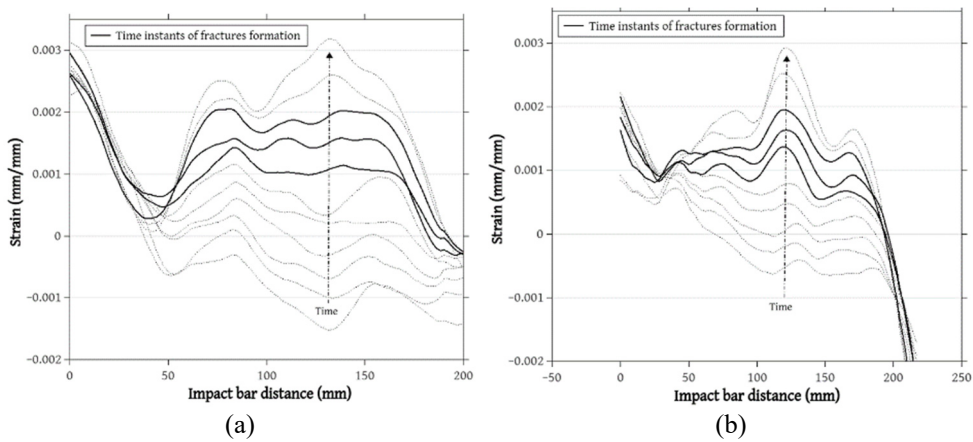 Time instants of fractures formation
0.003
0.002
0.001
0
−0.001
−0.002
Strain (mm/mm)
Time
0
50
100
150
200
Impact bar distance (mm)
(a)
Time instants of fractures formation
0.003
0.002
0.001
0
−0.001
−0.002
Strain (mm/mm)
Time
−50
0
50
100
150
200
250
Impact bar distance (mm)
(b)